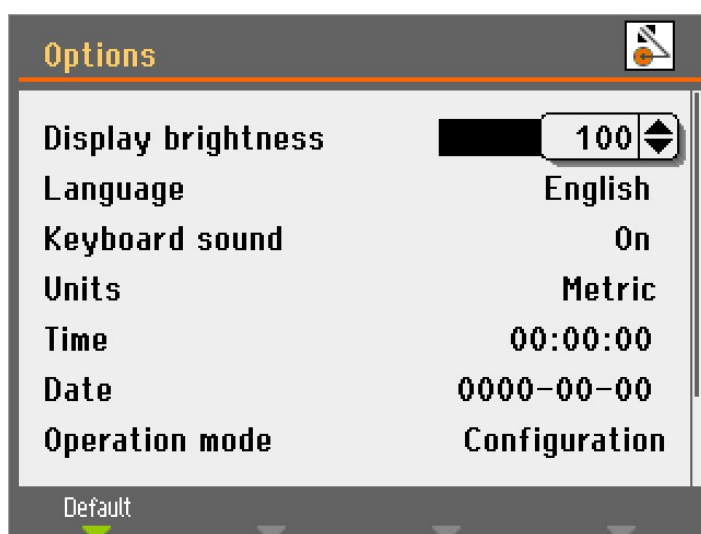 Options
Display brightness 100
Language English
Keyboard sound On
Units Metric
Time 00:00:00
Date 0000-00-00
Operation mode Configuration
Default